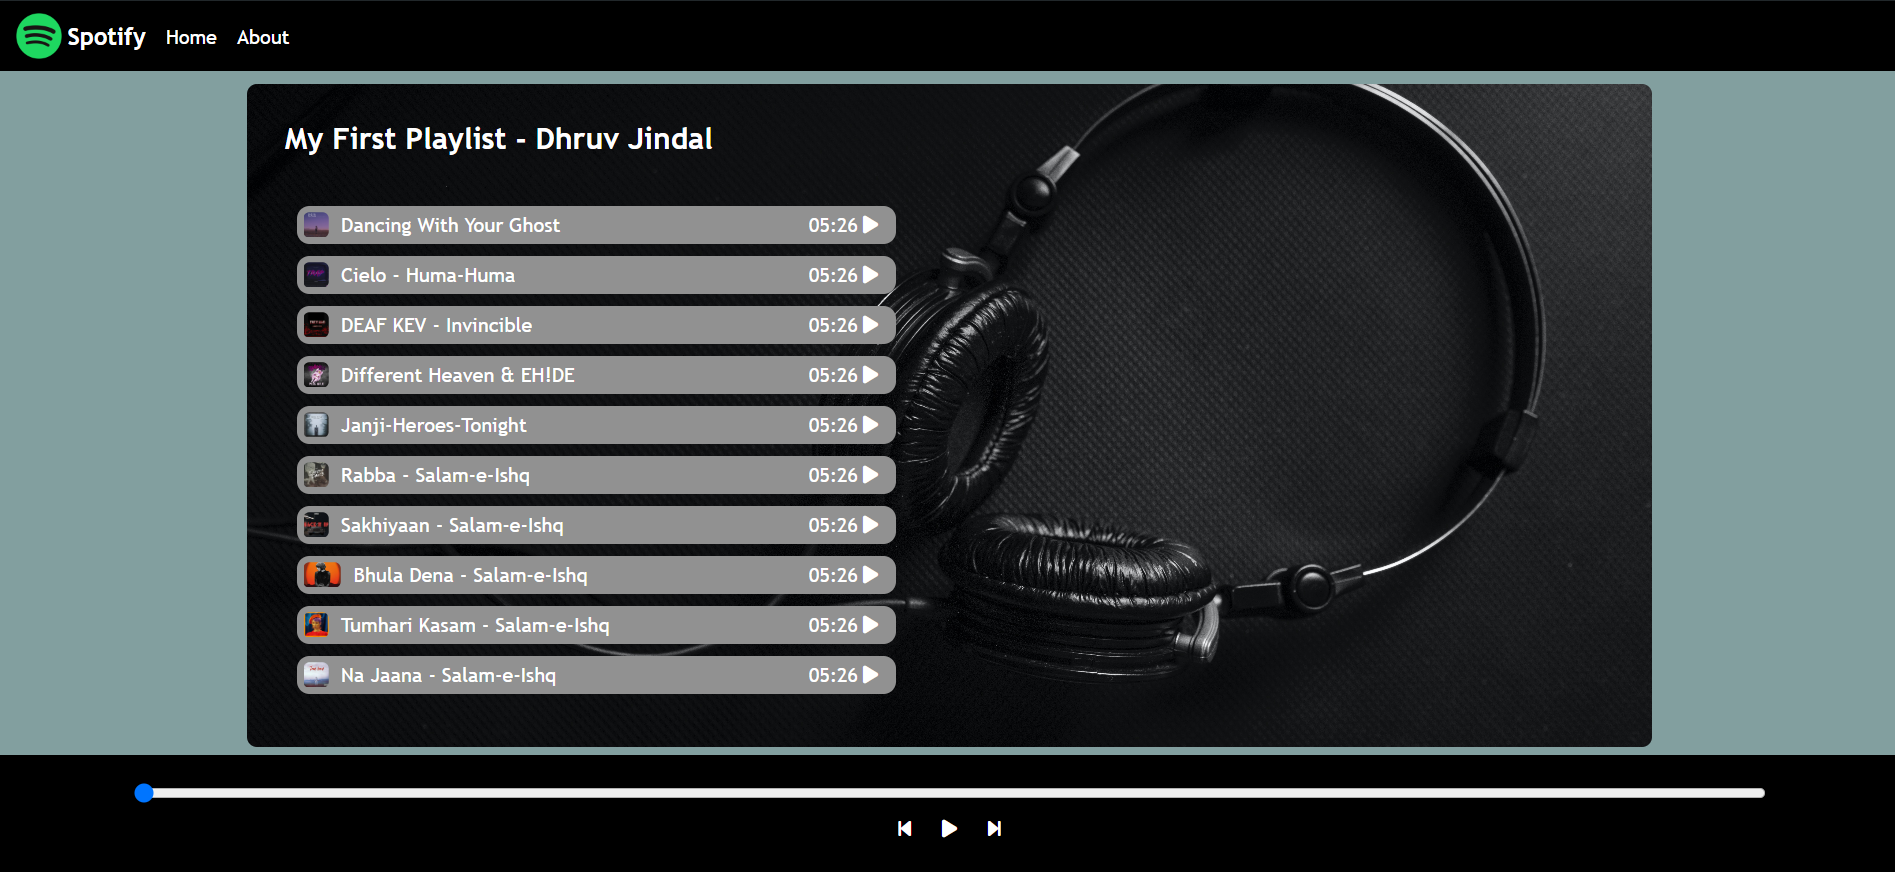 Spotify Home About
My First Playlist - Dhruv Jindal
Dancing With Your Ghost 05:26
Cielo - Huma-Huma 05:26
DEAF KEV - Invincible 05:26
Different Heaven & EH!DE 05:26
Janji-Heroes-Tonight 05:26
Rabba - Salam-e-Ishq 05:26
Sakhiyaan - Salam-e-Ishq 05:26
Bhula Dena - Salam-e-Ishq 05:26
Tumhari Kasam - Salam-e-Ishq 05:26
Na Jaana - Salam-e-Ishq 05:26